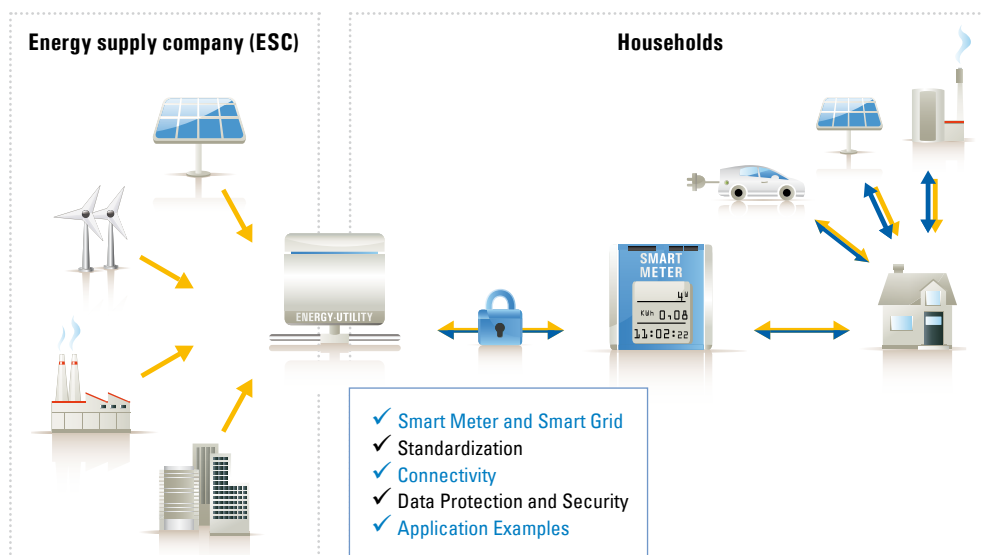 Energy supply company (ESC)
Households
SMART
METER
4 W
KWh 0,08
11:02:22
ENERGY-UTILITY
✓ Smart Meter and Smart Grid
✓ Standardization
✓ Connectivity
✓ Data Protection and Security
✓ Application Examples